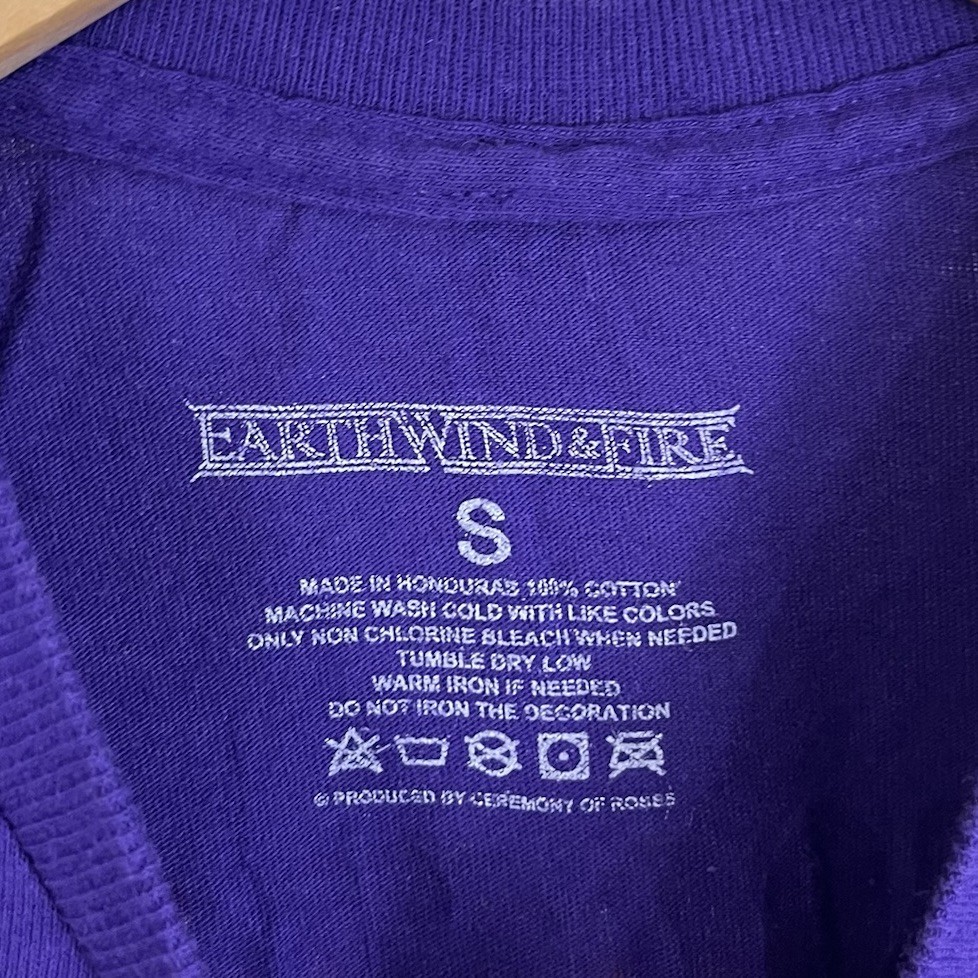 EARTH WIND & FIRE
S
MADE IN HONDURAS 100% COTTON
MACHINE WASH COLD WITH LIKE COLORS
ONLY NON CHLORINE BLEACH WHEN NEEDED
TUMBLE DRY LOW
WARM IRON IF NEEDED
DO NOT IRON THE DECORATION
© PRODUCED BY CEREMONY OF ROSES